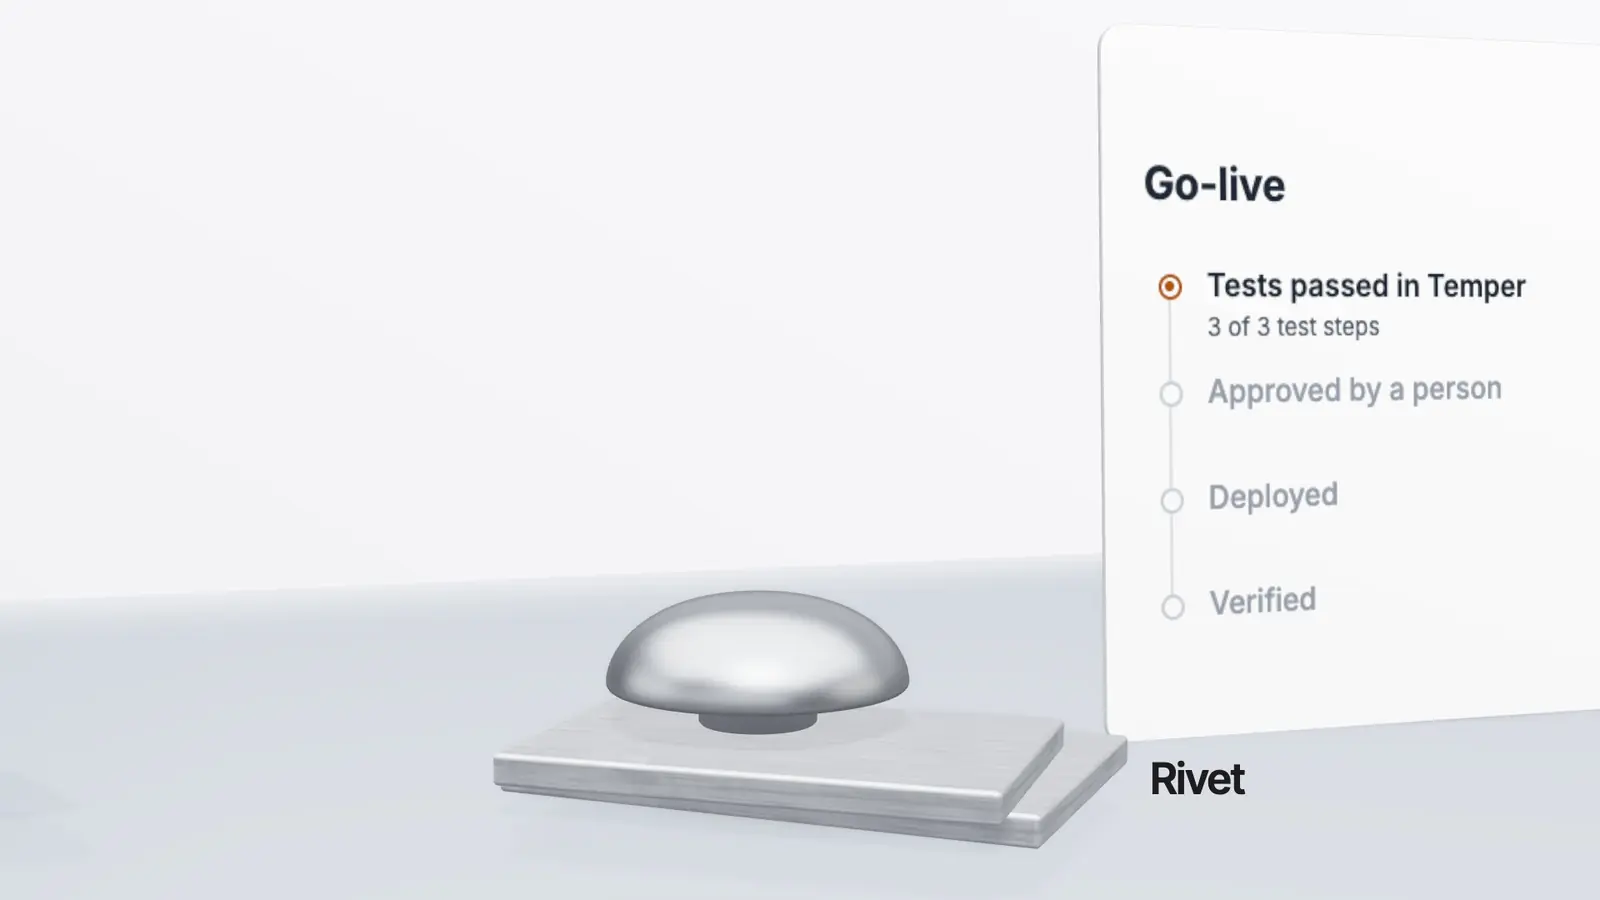 Go-live
Tests passed in Temper
3 of 3 test steps
Approved by a person
Deployed
Verified
Rivet